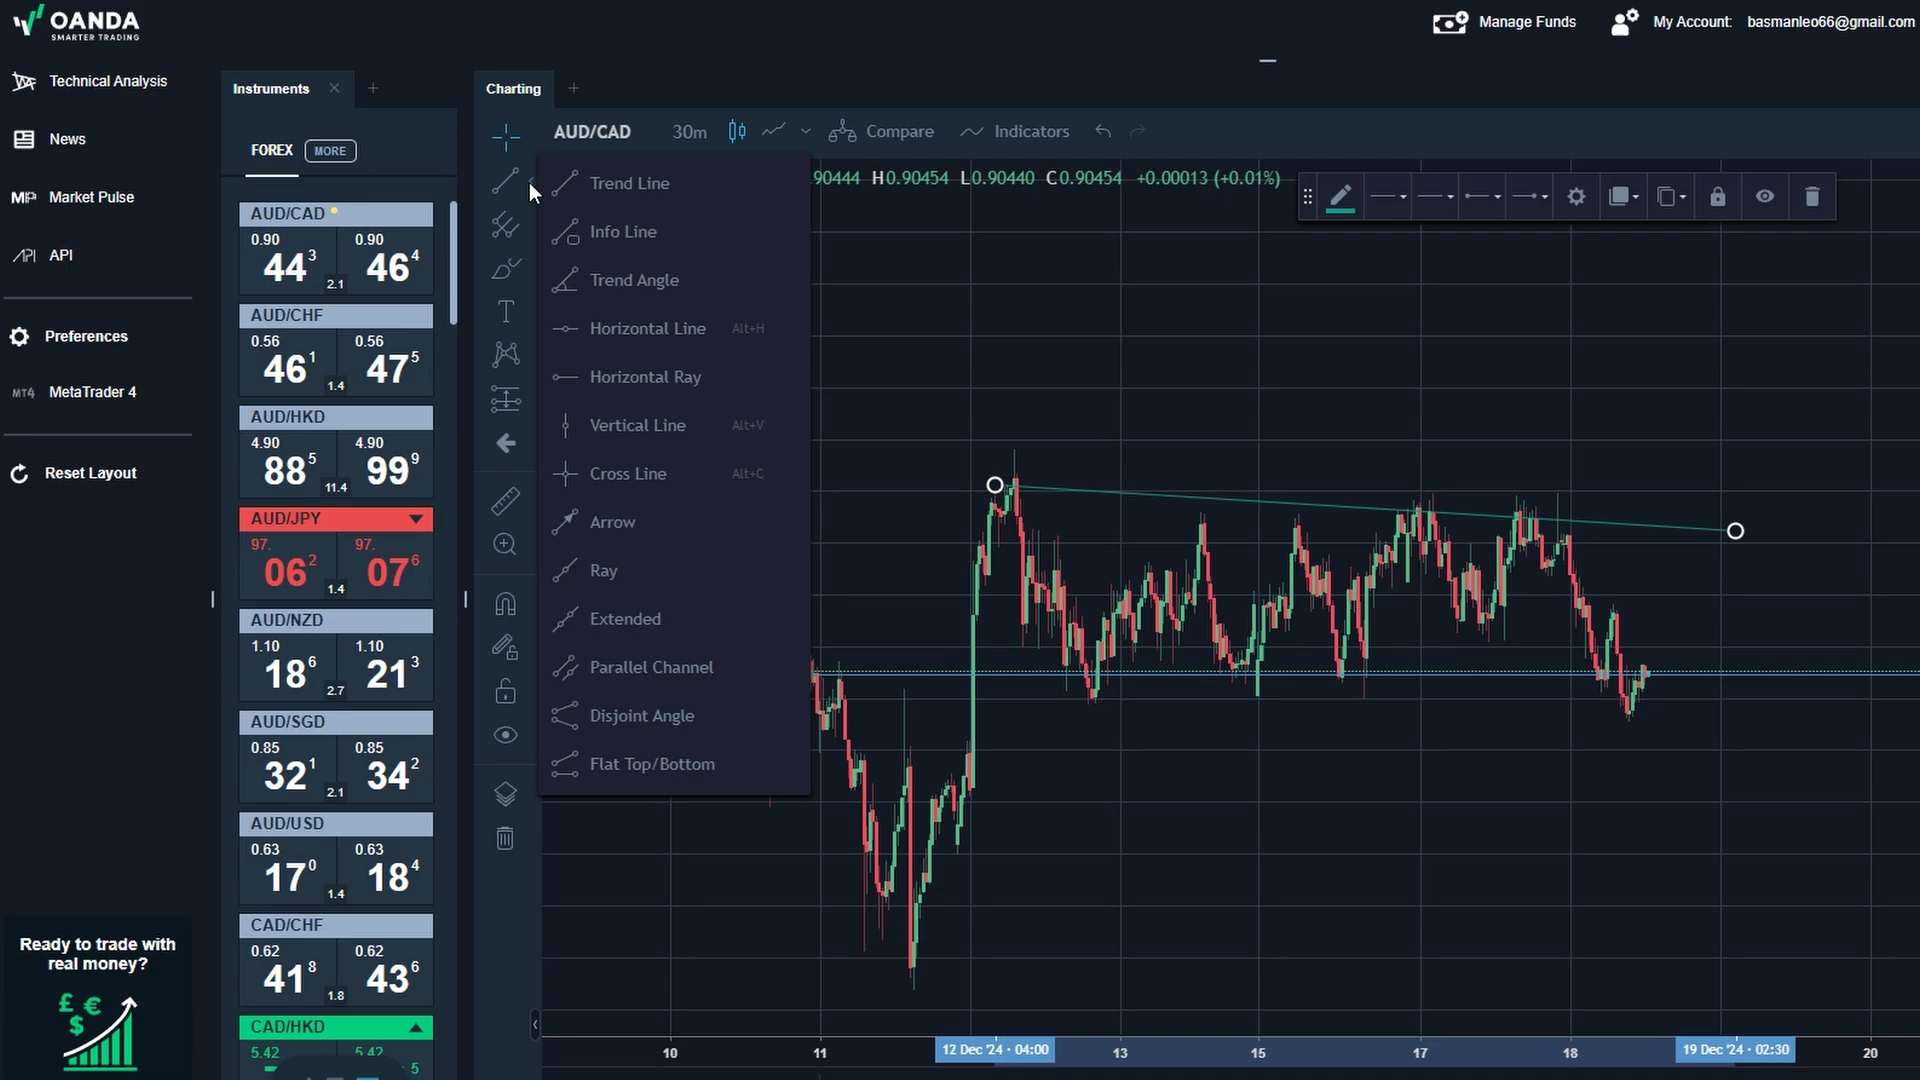 OANDA
SMARTER TRADING
Manage Funds
My Account: basmanleo66@gmail.com
Technical Analysis
News
MP Market Pulse
API API
Preferences
MT4 MetaTrader 4
Reset Layout
Ready to trade with
real money?
£ €
$
Instruments
FOREX MORE
AUD/CAD
0.90 44 3 0.90 46 4
2.1
AUD/CHF
0.56 46 1 0.56 47 5
1.4
AUD/HKD
4.90 88 5 4.90 99 9
11.4
AUD/JPY
97. 06 2 97. 07 6
1.4
AUD/NZD
1.10 18 6 1.10 21 3
2.7
AUD/SGD
0.85 32 1 0.85 34 2
2.1
AUD/USD
0.63 17 0 0.63 18 4
1.4
CAD/CHF
0.62 41 8 0.62 43 6
1.8
CAD/HKD
5.42 5.42
5
Charting
AUD/CAD 30m Compare Indicators
90444 H0.90454 L0.90440 C0.90454 +0.00013 (+0.01%)
Trend Line
Info Line
Trend Angle
Horizontal Line Alt+H
Horizontal Ray
Vertical Line Alt+V
Cross Line Alt+C
Arrow
Ray
Extended
Parallel Channel
Disjoint Angle
Flat Top/Bottom
T
10 11 12 Dec '24 · 04:00 13 15 17 18 19 Dec '24 · 02:30 20